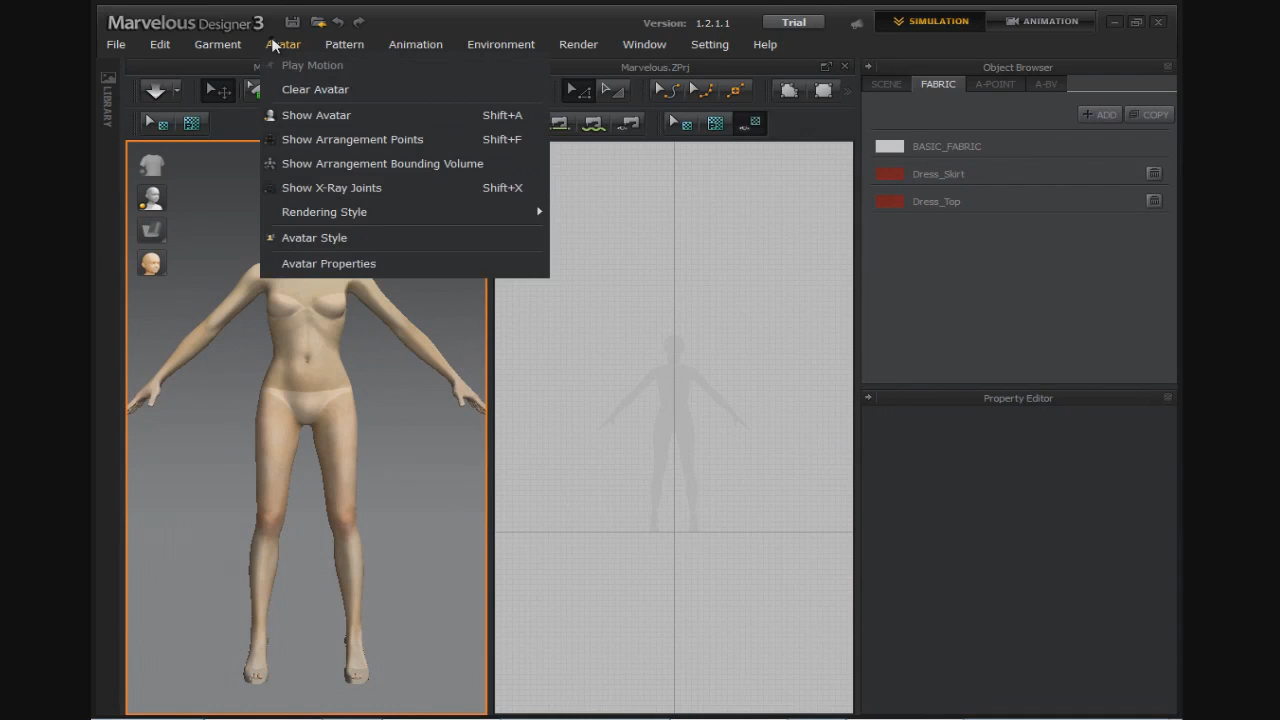 Marvelous Designer 3
Version: 1.2.1.1
Trial
SIMULATION
ANIMATION
File Edit Garment Avatar Pattern Animation Environment Render Window Setting Help
LIBRARY
Play Motion
Clear Avatar
Show Avatar Shift+A
Show Arrangement Points Shift+F
Show Arrangement Bounding Volume
Show X-Ray Joints Shift+X
Rendering Style
Avatar Style
Avatar Properties
Marvelous.ZPrj
Object Browser
SCENE FABRIC A-POINT A-BV
+ ADD COPY
BASIC_FABRIC
Dress_Skirt
Dress_Top
Property Editor